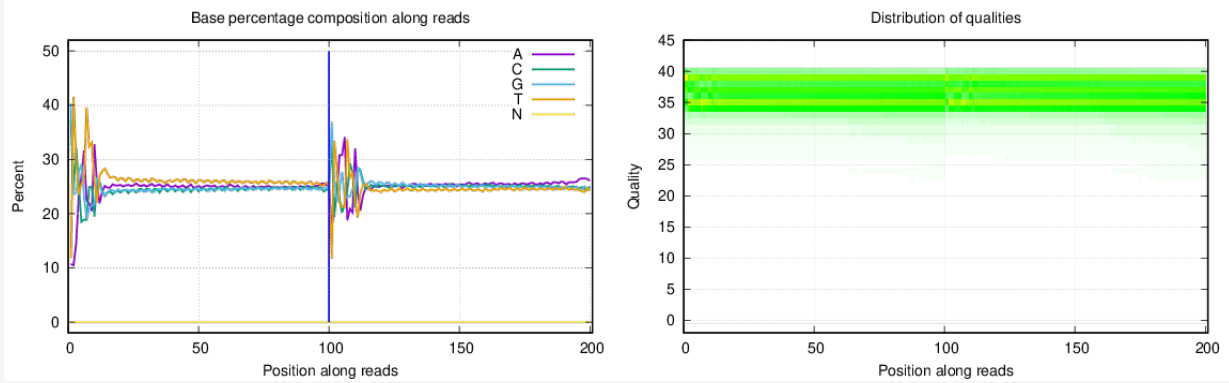 Base percentage composition along reads
50
40
30
20
10
0
Percent
A
C
G
T
N
0
50
100
150
200
Position along reads
Distribution of qualities
45
40
35
30
25
20
15
10
5
0
Quality
0
50
100
150
200
Position along reads